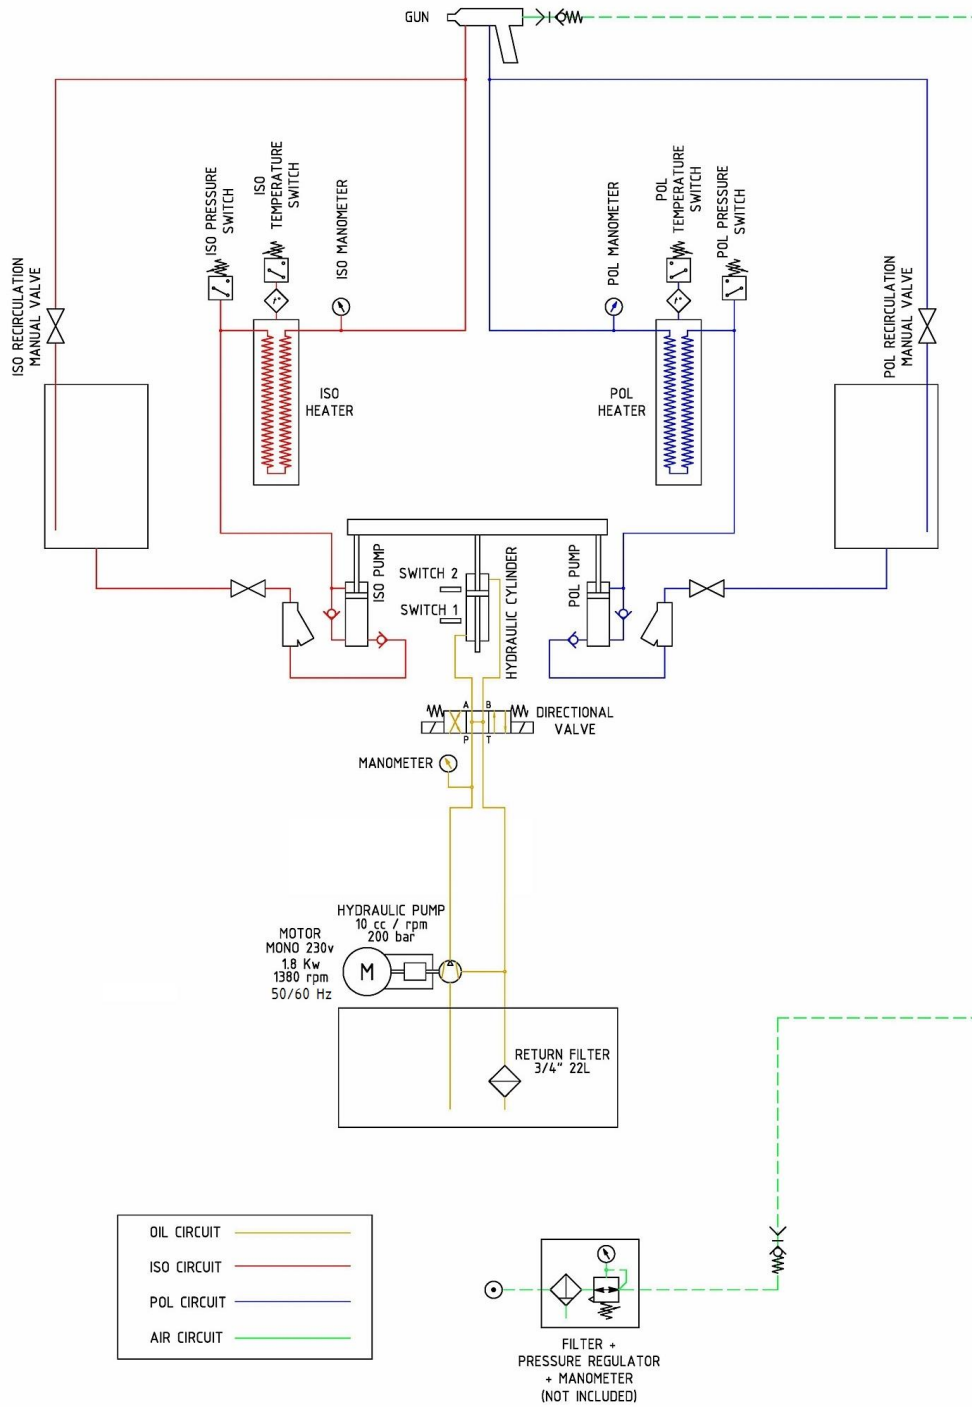 GUN
ISO PRESSURE
SWITCH
ISO
TEMPERATURE
SWITCH
ISO MANOMETER
POL MANOMETER
POL
TEMPERATURE
SWITCH
POL PRESSURE
SWITCH
ISO RECIRCULATION
MANUAL VALVE
POL RECIRCULATION
MANUAL VALVE
t°
t°
ISO
HEATER
POL
HEATER
ISO PUMP
SWITCH 2
SWITCH 1
HYDRAULIC CYLINDER
POL PUMP
A B
P T
DIRECTIONAL
VALVE
MANOMETER
HYDRAULIC PUMP
10 cc / rpm
200 bar
MOTOR
MONO 230v
1.8 Kw
1380 rpm
50/60 Hz
M
RETURN FILTER
3/4" 22L
OIL CIRCUIT
ISO CIRCUIT
POL CIRCUIT
AIR CIRCUIT
FILTER +
PRESSURE REGULATOR
+ MANOMETER
(NOT INCLUDED)